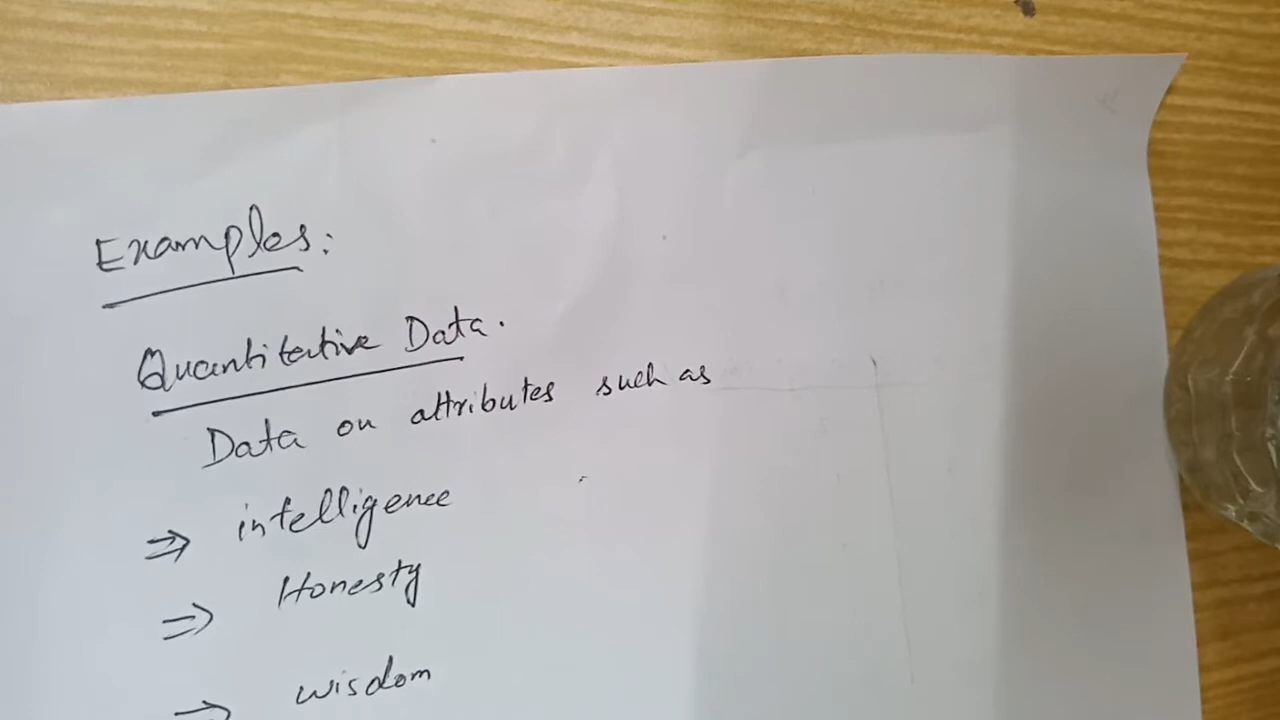 Examples:
Quantitative Data.
Data on attributes such as
⇒ intelligence
⇒ Honesty
⇒ wisdom